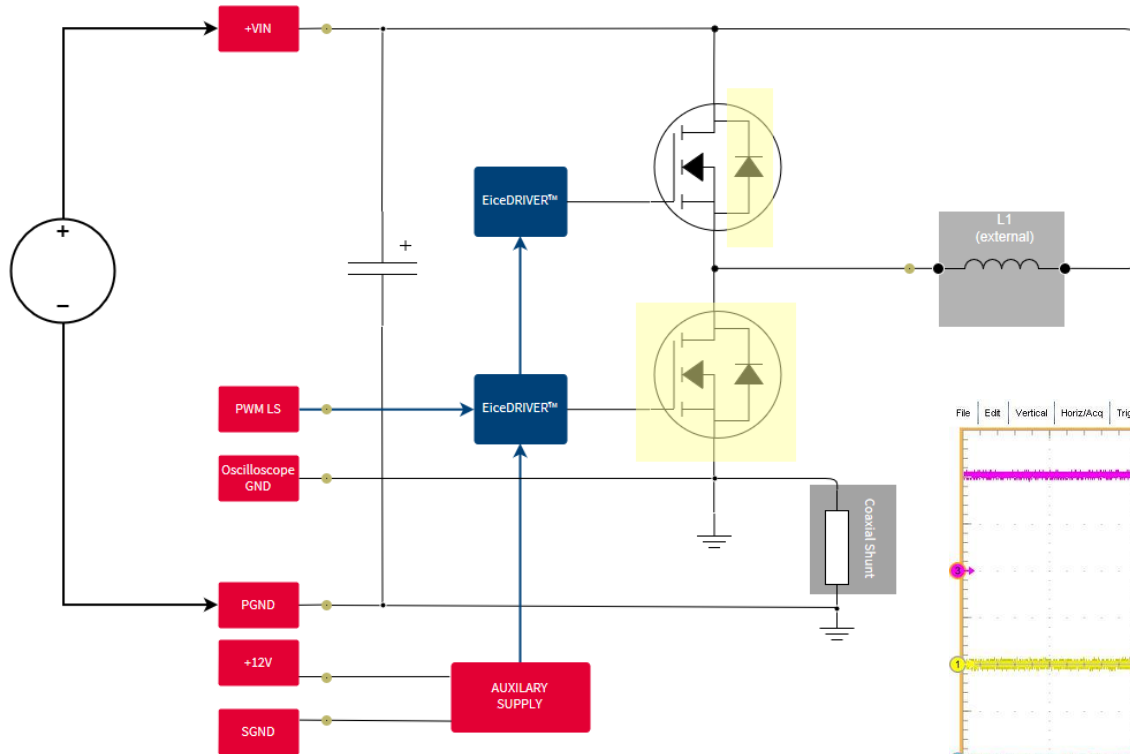 +VIN
EiceDRIVER™
L1
(external)
+
+
−
PWM LS
EiceDRIVER™
File Edit Vertical Horiz/Acq Trig
Oscilloscope
GND
Coaxial Shunt
3
PGND
+12V
1
AUXILARY
SUPPLY
SGND